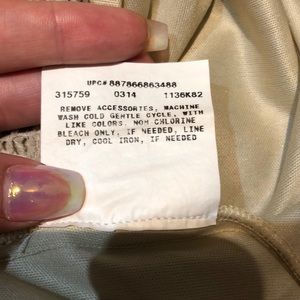 UPC# 887866863488
315759 0314 1136K82
REMOVE ACCESSORIES, MACHINE
WASH COLD GENTLE CYCLE, WITH
LIKE COLORS. NON CHLORINE
BLEACH ONLY, IF NEEDED, LINE
DRY, COOL IRON, IF NEEDED